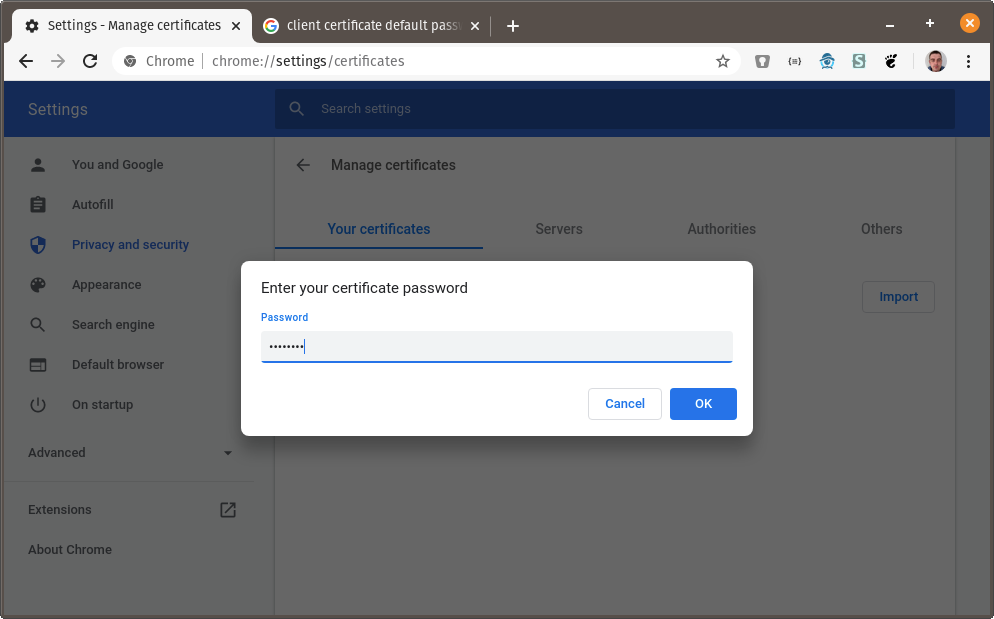 Settings - Manage certificates
client certificate default pass
Chrome
chrome://settings/certificates
Settings
Search settings
You and Google
Autofill
Privacy and security
Appearance
Search engine
Default browser
On startup
Advanced
Extensions
About Chrome
Manage certificates
Your certificates
Servers
Authorities
Others
Import
Enter your certificate password
Password
••••••••
Cancel
OK